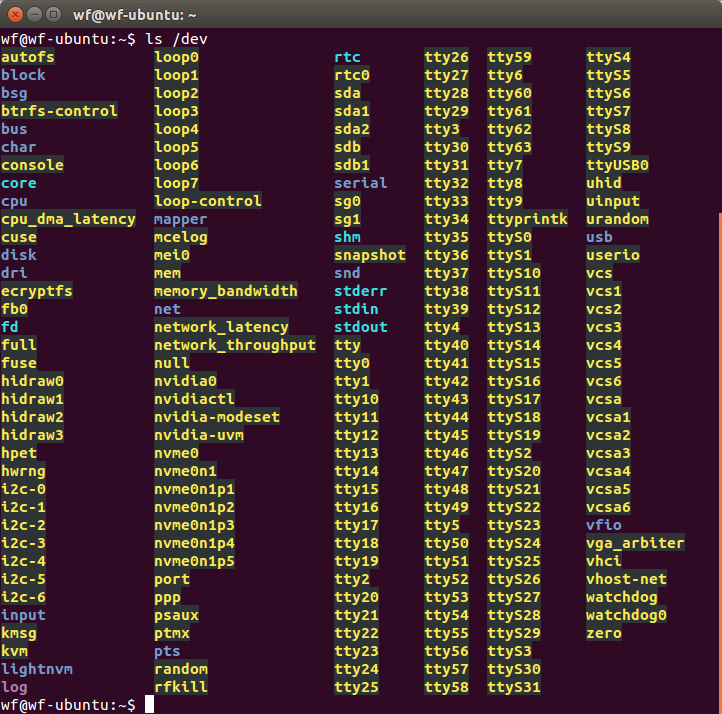 wf@wf-ubuntu: ~
wf@wf-ubuntu:~$ ls /dev
autofs loop0 rtc tty26 tty59 ttyS4
block loop1 rtc0 tty27 tty6 ttyS5
bsg loop2 sda tty28 tty60 ttyS6
btrfs-control loop3 sda1 tty29 tty61 ttyS7
bus loop4 sda2 tty3 tty62 ttyS8
char loop5 sdb tty30 tty63 ttyS9
console loop6 sdb1 tty31 tty7 ttyUSB0
core loop7 serial tty32 tty8 uhid
cpu loop-control sg0 tty33 tty9 uinput
cpu_dma_latency mapper sg1 tty34 ttyprintk urandom
cuse mcelog shm tty35 ttyS0 usb
disk mei0 snapshot tty36 ttyS1 userio
dri mem snd tty37 ttyS10 vcs
ecryptfs memory_bandwidth stderr tty38 ttyS11 vcs1
fb0 net stdin tty39 ttyS12 vcs2
fd network_latency stdout tty4 ttyS13 vcs3
full network_throughput tty tty40 ttyS14 vcs4
fuse null tty0 tty41 ttyS15 vcs5
hidraw0 nvidia0 tty1 tty42 ttyS16 vcs6
hidraw1 nvidiactl tty10 tty43 ttyS17 vcsa
hidraw2 nvidia-modeset tty11 tty44 ttyS18 vcsa1
hidraw3 nvidia-uvm tty12 tty45 ttyS19 vcsa2
hpet nvme0 tty13 tty46 ttyS2 vcsa3
hwrng nvme0n1 tty14 tty47 ttyS20 vcsa4
i2c-0 nvme0n1p1 tty15 tty48 ttyS21 vcsa5
i2c-1 nvme0n1p2 tty16 tty49 ttyS22 vcsa6
i2c-2 nvme0n1p3 tty17 tty5 ttyS23 vfio
i2c-3 nvme0n1p4 tty18 tty50 ttyS24 vga_arbiter
i2c-4 nvme0n1p5 tty19 tty51 ttyS25 vhci
i2c-5 port tty2 tty52 ttyS26 vhost-net
i2c-6 ppp tty20 tty53 ttyS27 watchdog
input psaux tty21 tty54 ttyS28 watchdog0
kmsg ptmx tty22 tty55 ttyS29 zero
kvm pts tty23 tty56 ttyS3
lightnvm random tty24 tty57 ttyS30
log rfkill tty25 tty58 ttyS31
wf@wf-ubuntu:~$